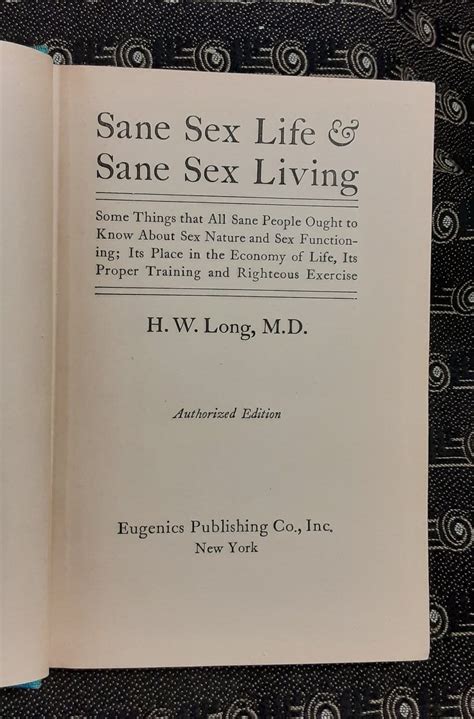 Sane Sex Life &
Sane Sex Living
Some Things that All Sane People Ought to
Know About Sex Nature and Sex Function-
ing; Its Place in the Economy of Life, Its
Proper Training and Righteous Exercise
H. W. Long, M.D.
Authorized Edition
Eugenics Publishing Co., Inc.
New York